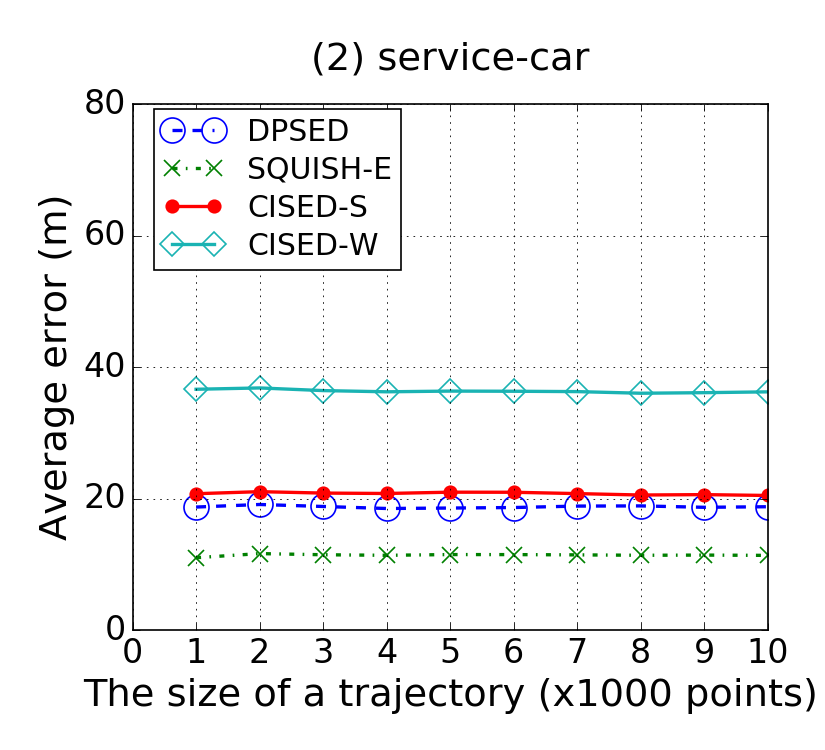 (2) service-car
80
60
40
20
0
Average error (m)
DPSED
SQUISH-E
CISED-S
CISED-W
0 1 2 3 4 5 6 7 8 9 10
The size of a trajectory (x1000 points)